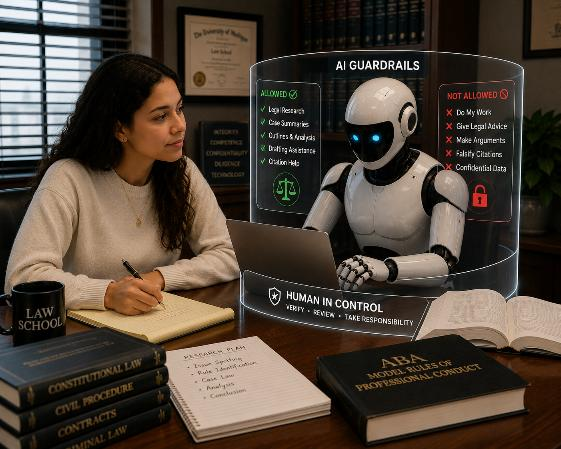 The University of Michigan
Law School
AI GUARDRAILS
ALLOWED
Legal Research
Case Summaries
Outlines & Analysis
Drafting Assistance
Citation Help
NOT ALLOWED
Do My Work
Give Legal Advice
Make Arguments
Falsify Citations
Confidential Data
INTEGRITY
COMPETENCE
CONFIDENTIALITY
DILIGENCE
TECHNOLOGY
HUMAN IN CONTROL
VERIFY • REVIEW • TAKE RESPONSIBILITY
LAW
SCHOOL
RESEARCH PLAN
• Issue Spotting
• Rule Identification
• Case Law
• Analysis
• Conclusion
ABA
MODEL RULES OF
PROFESSIONAL CONDUCT
CONSTITUTIONAL LAW
CIVIL PROCEDURE
CONTRACTS
CRIMINAL LAW